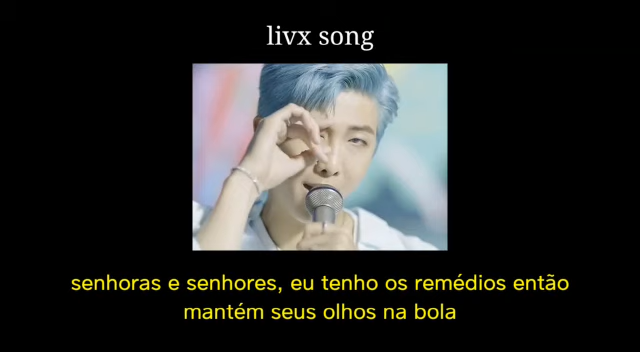 livx song
senhoras e senhores, eu tenho os remédios então
mantém seus olhos na bola